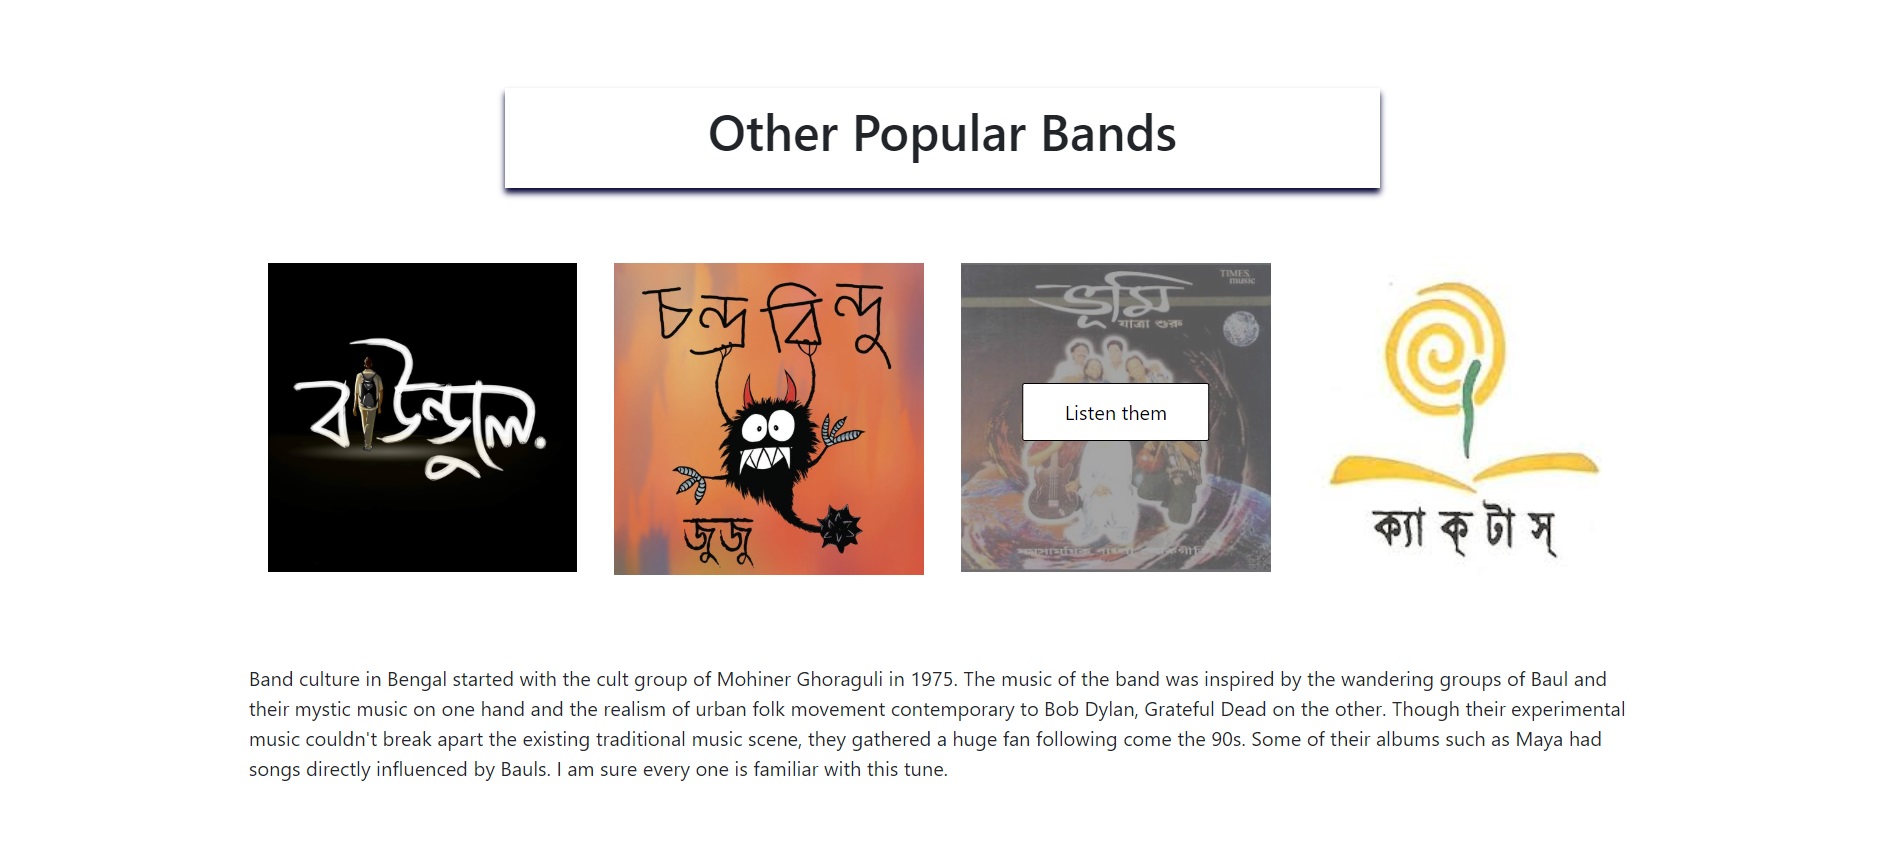 Other Popular Bands
বাউন্ডুলে.
চন্দ্রবিন্দু
জুজু
TIMES
music
ভূমি
যাত্রা শুরু
Listen them
ক্যাক্টাস্
Band culture in Bengal started with the cult group of Mohiner Ghoraguli in 1975. The music of the band was inspired by the wandering groups of Baul and
their mystic music on one hand and the realism of urban folk movement contemporary to Bob Dylan, Grateful Dead on the other. Though their experimental
music couldn't break apart the existing traditional music scene, they gathered a huge fan following come the 90s. Some of their albums such as Maya had
songs directly influenced by Bauls. I am sure every one is familiar with this tune.